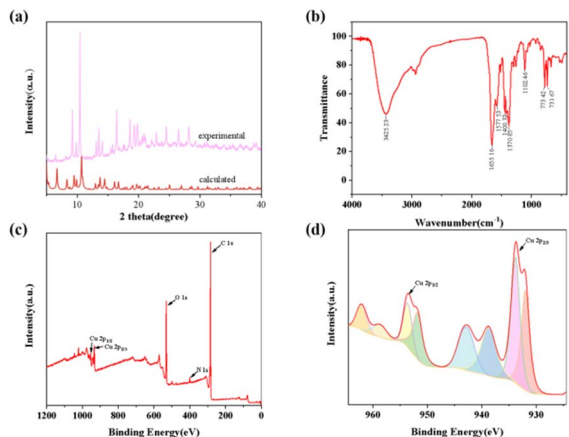 (a)
Intensity(a.u.)
experimental
calculated
10
20
30
40
2 theta(degree)
(b)
Transmittance
100
80
60
40
20
0
3425.23
1655.16
1577.53
1370.85
1102.46
773.42
731.67
4000
3000
2000
1000
Wavenumber(cm-1)
(c)
Intensity(a.u.)
C 1s
O 1s
Cu 2p1/2
Cu 2p3/2
N 1s
1200
1000
800
600
400
200
0
Binding Energy(eV)
(d)
Intensity(a.u.)
Cu 2p1/2
Cu 2p3/2
960
950
940
930
Binding Energy(eV)